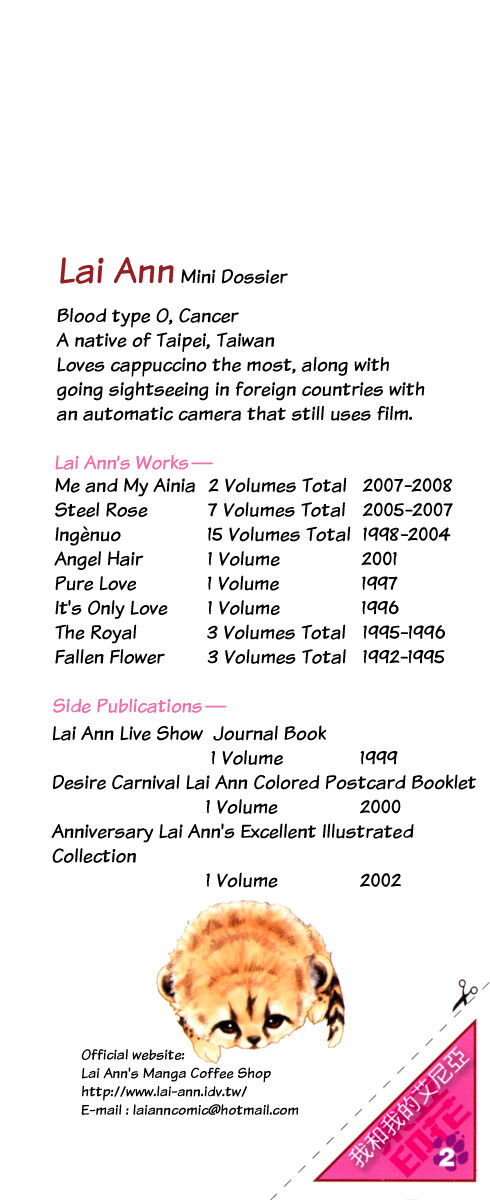 Lai Ann Mini Dossier
Blood type O, Cancer
A native of Taipei, Taiwan
Loves cappuccino the most, along with
going sightseeing in foreign countries with
an automatic camera that still uses film.
Lai Ann's Works—
Me and My Ainia 2 Volumes Total 2007-2008
Steel Rose 7 Volumes Total 2005-2007
Ingènuo 15 Volumes Total 1998-2004
Angel Hair 1 Volume 2001
Pure Love 1 Volume 1997
It's Only Love 1 Volume 1996
The Royal 3 Volumes Total 1995-1996
Fallen Flower 3 Volumes Total 1992-1995
Side Publications—
Lai Ann Live Show Journal Book
1 Volume 1999
Desire Carnival Lai Ann Colored Postcard Booklet
1 Volume 2000
Anniversary Lai Ann's Excellent Illustrated
Collection
1 Volume 2002
Official website:
Lai Ann's Manga Coffee Shop
http://www.lai-ann.idv.tw/
E-mail : laianncomic@hotmail.com
我和我的艾尼亞
印花
2